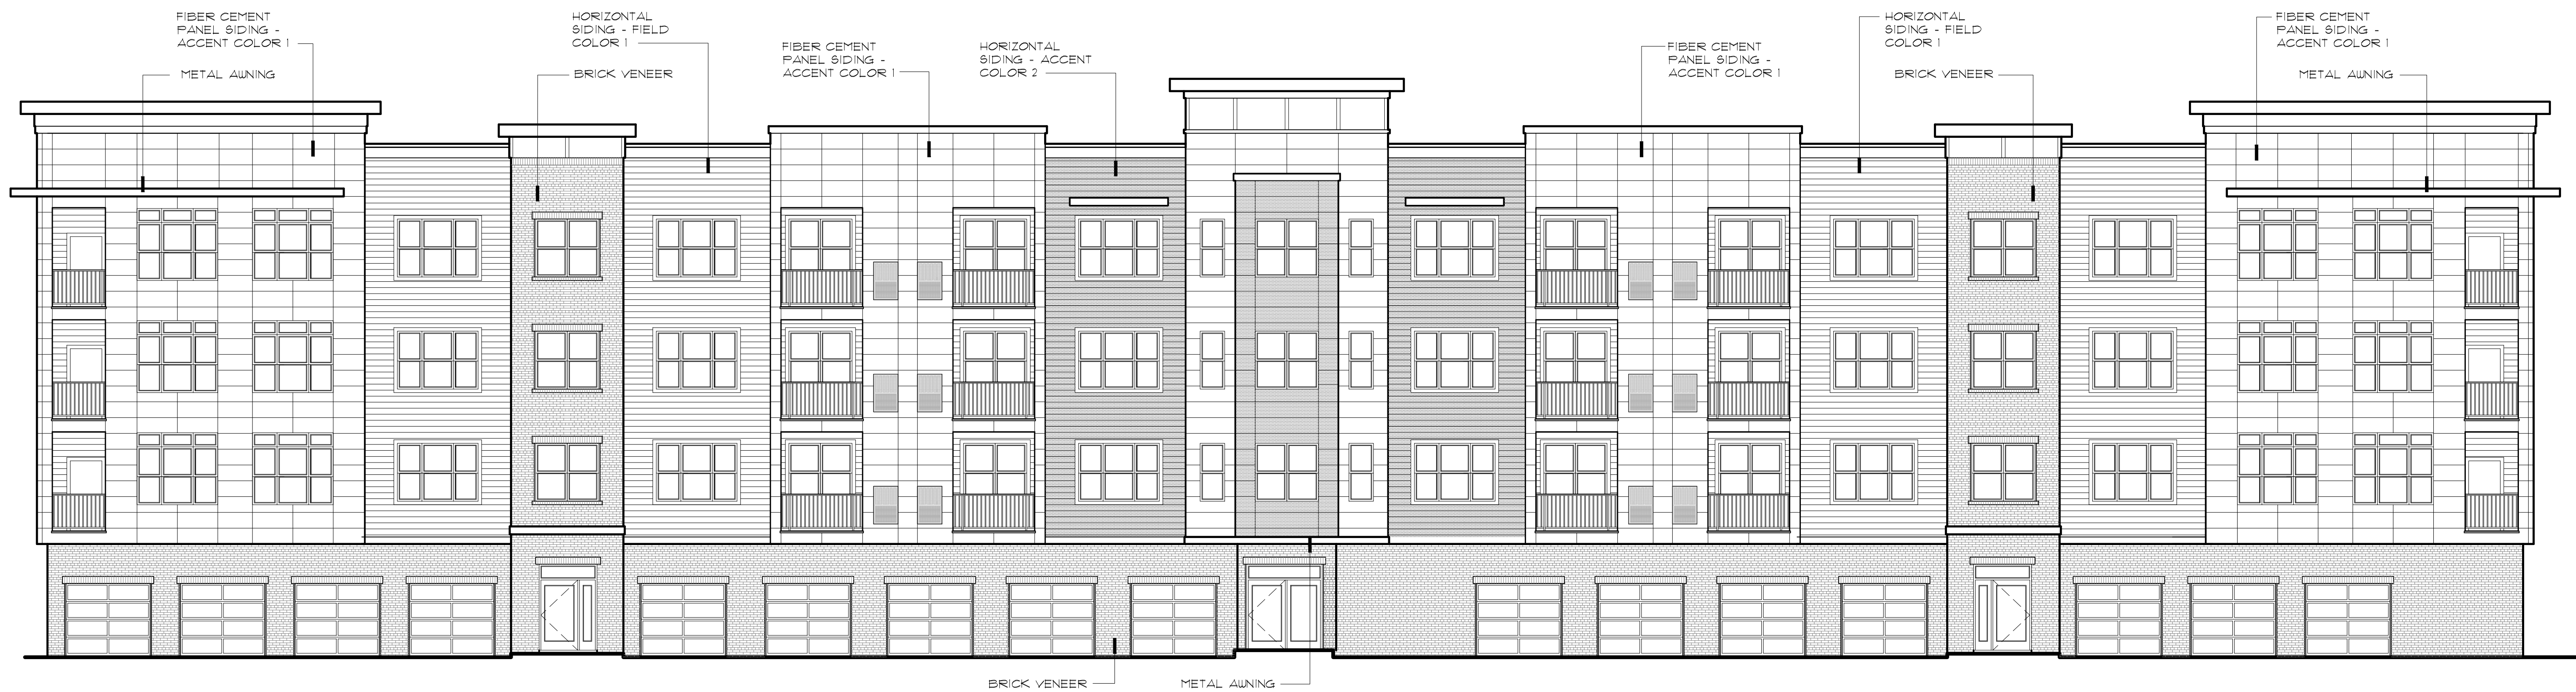 FIBER CEMENT
PANEL SIDING -
ACCENT COLOR 1
METAL AWNING
HORIZONTAL
SIDING - FIELD
COLOR 1
BRICK VENEER
FIBER CEMENT
PANEL SIDING -
ACCENT COLOR 1
HORIZONTAL
SIDING - ACCENT
COLOR 2
FIBER CEMENT
PANEL SIDING -
ACCENT COLOR 1
HORIZONTAL
SIDING - FIELD
COLOR 1
BRICK VENEER
FIBER CEMENT
PANEL SIDING -
ACCENT COLOR 1
METAL AWNING
BRICK VENEER
METAL AWNING